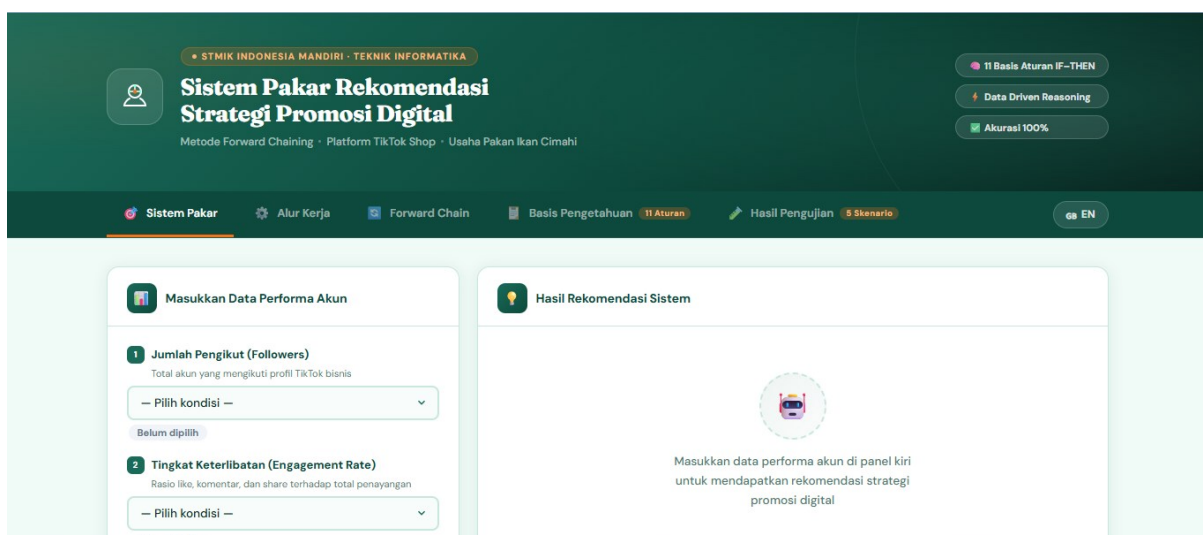 STMIK INDONESIA MANDIRI · TEKNIK INFORMATIKA
Sistem Pakar Rekomendasi
Strategi Promosi Digital
Metode Forward Chaining · Platform TikTok Shop · Usaha Pakan Ikan Cimahi
11 Basis Aturan IF–THEN
Data Driven Reasoning
Akurasi 100%
Sistem Pakar
Alur Kerja
Forward Chain
Basis Pengetahuan 11 Aturan
Hasil Pengujian 5 Skenario
GB EN
Masukkan Data Performa Akun
1 Jumlah Pengikut (Followers)
Total akun yang mengikuti profil TikTok bisnis
— Pilih kondisi —
Belum dipilih
2 Tingkat Keterlibatan (Engagement Rate)
Rasio like, komentar, dan share terhadap total penayangan
— Pilih kondisi —
Hasil Rekomendasi Sistem
Masukkan data performa akun di panel kiri
untuk mendapatkan rekomendasi strategi
promosi digital